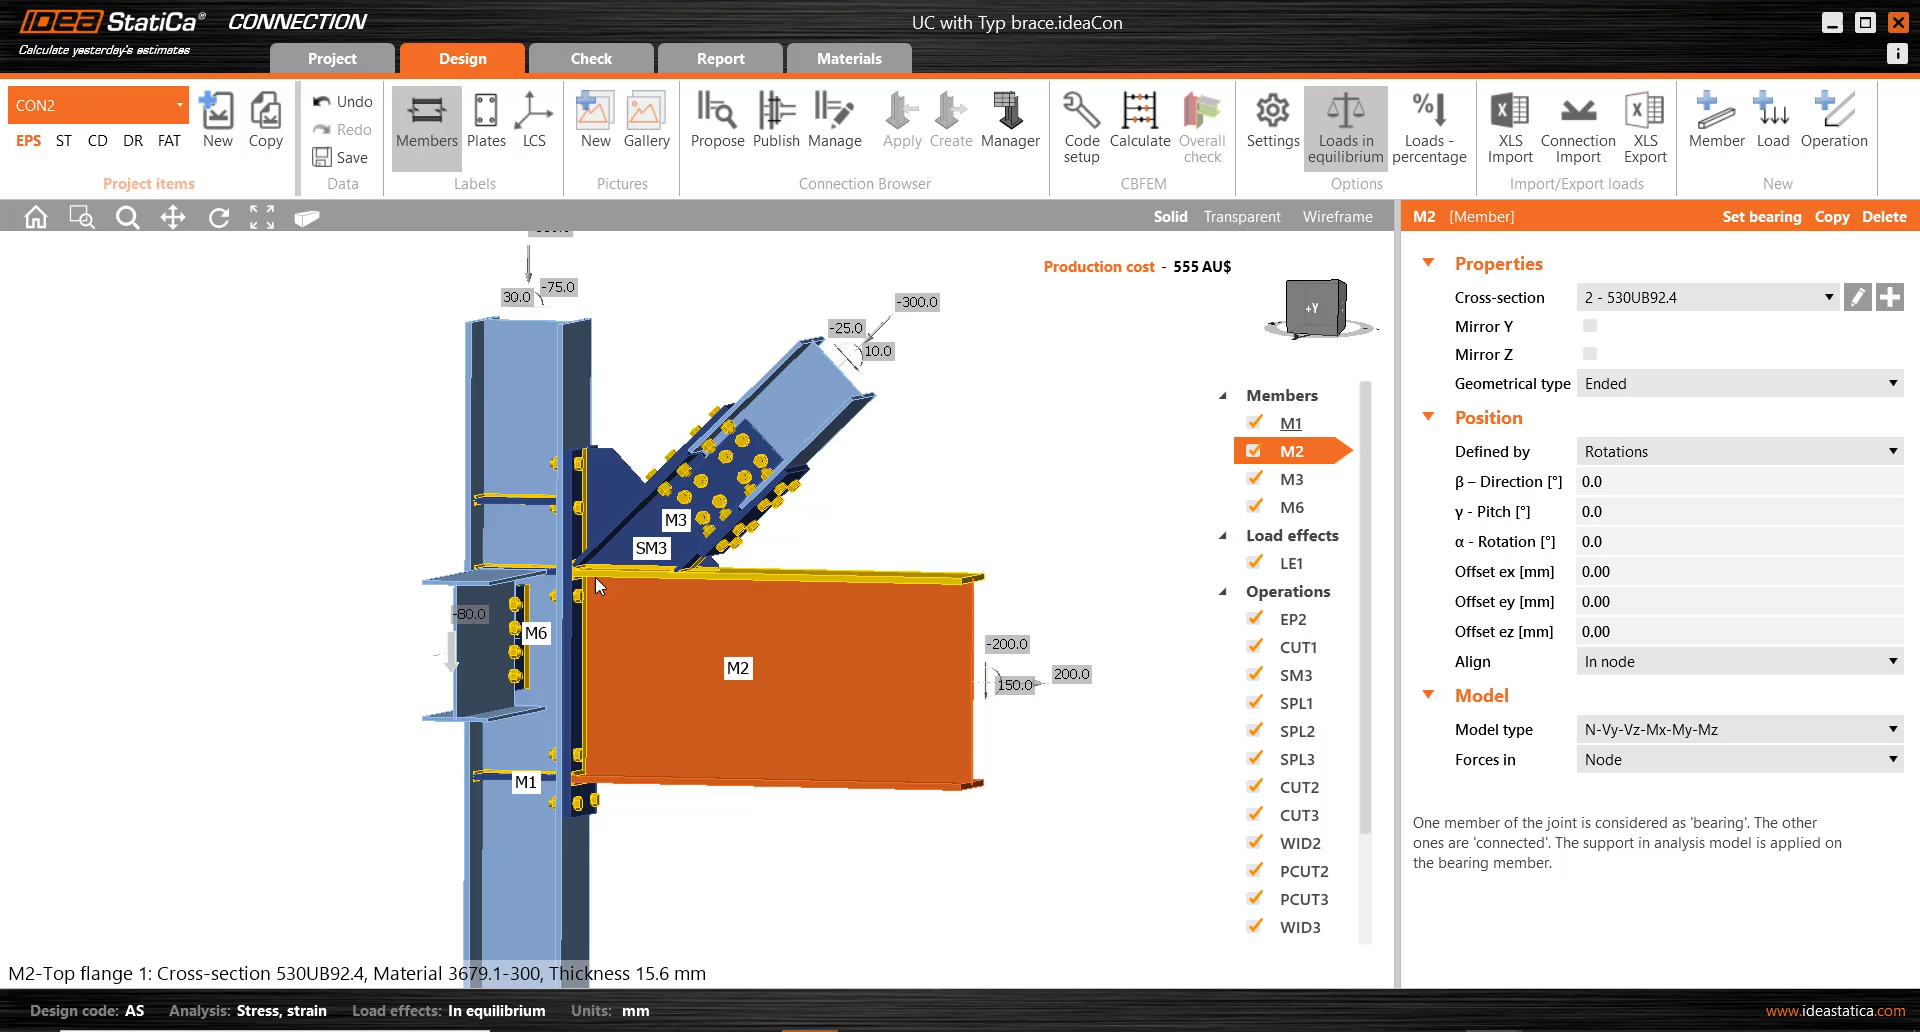 IDEA StatiCa® CONNECTION
Calculate yesterday's estimates
UC with Typ brace.ideaCon
i
Project Design Check Report Materials
CON2
EPS ST CD DR FAT
New Copy
Project items
Undo
Redo
Save
Data
Members Plates LCS
Labels
New Gallery
Pictures
Propose Publish Manage Apply Create Manager
Connection Browser
Code setup Calculate Overall check
CBFEM
Settings Loads in equilibrium Loads - percentage
Options
XLS Import Connection Import XLS Export
Import/Export loads
Member Load Operation
New
Solid Transparent Wireframe
Production cost - 555 AU$
+Y
30.0 -75.0
-300.0
-25.0
10.0
M3
SM3
-80.0
M6
M2
-200.0
150.0 200.0
M1
Members
M1
M2
M3
M6
Load effects
LE1
Operations
EP2
CUT1
SM3
SPL1
SPL2
SPL3
CUT2
CUT3
WID2
PCUT2
PCUT3
WID3
M2-Top flange 1: Cross-section 530UB92.4, Material 3679.1-300, Thickness 15.6 mm
M2 [Member] Set bearing Copy Delete
Properties
Cross-section 2 - 530UB92.4
Mirror Y
Mirror Z
Geometrical type Ended
Position
Defined by Rotations
β – Direction [°] 0.0
γ - Pitch [°] 0.0
α - Rotation [°] 0.0
Offset ex [mm] 0.00
Offset ey [mm] 0.00
Offset ez [mm] 0.00
Align In node
Model
Model type N-Vy-Vz-Mx-My-Mz
Forces in Node
One member of the joint is considered as 'bearing'. The other
ones are 'connected'. The support in analysis model is applied on
the bearing member.
Design code: AS Analysis: Stress, strain Load effects: In equilibrium Units: mm
www.ideastatica.com